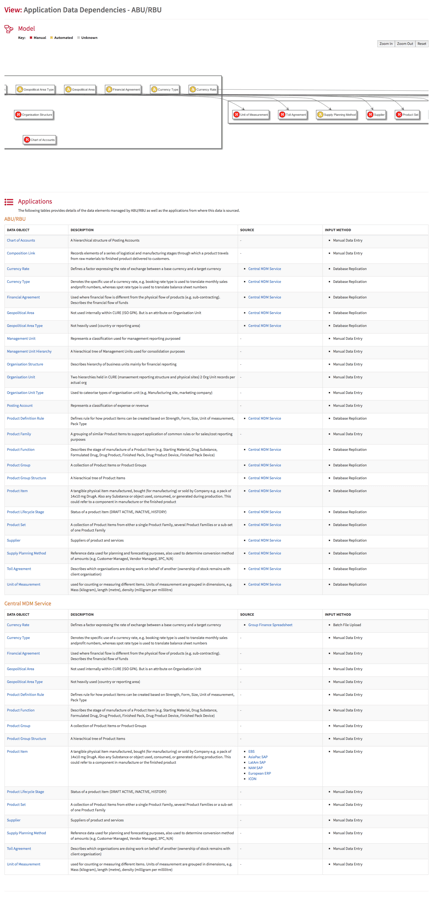 View: Application Data Dependencies - ABU/RBU
Model
Key: Manual Automated Unknown
Zoom In Zoom Out Reset
Geopolitical Area Type Geopolitical Area Financial Agreement Currency Type Currency Rate
Organisation Structure Unit of Measurement Toll Agreement Supply Planning Method Supplier Product Set
Chart of Accounts
Applications
The following tables provides details of the data elements managed by ABU/RBU as well as the applications from where this data is sourced.
ABU/RBU:
DATA OBJECT DESCRIPTION SOURCE INPUT METHOD
Chart of Accounts A hierarchical structure of Posting Accounts - Manual Data Entry
Composition Link Records elements of a series of logistical and manufacturing stages through which a product travels - Manual Data Entry
from raw materials to finished product delivered to customers.
Currency Rate Defines a factor expressing the rate of exchange between a base currency and a target currency Central MDM Service Database Replication
Currency Type Denotes the specific use of a currency rate, e.g. booking rate type is used to translate monthly sales Central MDM Service Database Replication
and profit numbers, whereas spot rate type is used to translate balance sheet numbers
Financial Agreement Used where financial flow is different from the physical flow of products (e.g. sub-contracting) Central MDM Service Database Replication
Describes the financial flow of funds
Geopolitical Area Not used internally within CURE (ISO GPA). But is an attribute on Organisation Unit Central MDM Service Database Replication
Geopolitical Area Type Not heavily used (country or reporting area) Central MDM Service Database Replication
Management Unit Represents a classification used for management reporting purposed - Manual Data Entry
Management Unit Hierarchy A hierarchical tree of Management Units used for consolidation purposes - Manual Data Entry
Organisation Structure Describes hierarchy of business units mainly for financial reporting - Manual Data Entry
Organisation Unit Two hierarchies held in CURE (management reporting structure and physical sites) 2 Org Unit records per - Manual Data Entry
actual org
Organisation Unit Type Used to catearise types of organisation unit (e.g. Manufacturing site, marketing company) - Manual Data Entry
Posting Account Represents a classification of expense or revenue - Manual Data Entry
Product Definition Rule Defines rule for how product items can be created based on Strength, Form, Size, Unit of measurement, Central MDM Service Database Replication
Pack Type
Product Family A grouping of similar Product Items to support application of common rules or for sales/cost reporting - Manual Data Entry
purposes
Product Function Describes the stage of manufacture of a Product Item (e.g. Starting Material, Drug Substance, Central MDM Service Database Replication
Formulated Drug, Drug Product, Finished Pack, Drug Product Device, Finished Pack Device)
Product Group A collection of Product Items or Product Groups Central MDM Service Database Replication
Product Group Structure A hierarchical tree of Product Items Central MDM Service Database Replication
Product Item A tangible physical item manufactured, bought (for manufacturing) or sold by Company e.g. a pack of Central MDM Service Database Replication
14x10 mg DrugA. Also any Substance or object used, consumed, or generated during production. This
could refer to a component in manufacture or the finished product
Product Lifecycle Stage Status of a product item (DRAFT ACTIVE, INACTIVE, HISTORY) Central MDM Service Database Replication
Product Set A collection of Product Items from either a single Product Family, several Product Families or a sub set Central MDM Service Database Replication
of one Product Family
Supplier Suppliers of product and services Central MDM Service Database Replication
Supply Planning Method Reference data used for planning and forecasting purposes, also used to determine conversion method Central MDM Service Database Replication
of amounts (e.g. Customer Managed, Vendor Managed, SPC, N/A)
Toll Agreement Describes which organisations are doing work on behalf of another (ownership of stock remains with Central MDM Service Database Replication
client organisation)
Unit of Measurement used for counting or measuring different items. Units of measurement are grouped in dimensions, e.g. Central MDM Service Database Replication
Mass (kilogram), length (metre), density (milligram per millilitre)
Central MDM Service
DATA OBJECT DESCRIPTION SOURCE INPUT METHOD
Currency Rate Defines a factor expressing the rate of exchange between a base currency and a target currency Group Finance Spreadsheet Batch File Upload
Currency Type Denotes the specific use of a currency rate, e.g. booking rate type is used to translate monthly sales - Manual Data Entry
and profit numbers, whereas spot rate type is used to translate balance sheet numbers
Financial Agreement Used where financial flow is different from the physical flow of products (e.g. sub-contracting) - Manual Data Entry
Describes the financial flow of funds
Geopolitical Area Not used internally within CURE (ISO GPA). But is an attribute on Organisation Unit - Manual Data Entry
Geopolitical Area Type Not heavily used (country or reporting area) - Manual Data Entry
Product Definition Rule Defines rule for how product items can be created based on Strength, Form, Size, Unit of measurement, - Manual Data Entry
Pack Type
Product Function Describes the stage of manufacture of a Product Item (e.g. Starting Material, Drug Substance, - Manual Data Entry
Formulated Drug, Drug Product, Finished Pack, Drug Product Device, Finished Pack Device)
Product Group A collection of Product Items or Product Groups - Manual Data Entry
Product Group Structure A hierarchical tree of Product Items - Manual Data Entry
Product Item A tangible physical item manufactured, bought (for manufacturing) or sold by Company e.g. a pack of Manual Data Entry
14x10 mg DrugA. Also any Substance or object used, consumed, or generated during production. This AsiaPac SAP
could refer to a component in manufacture or the finished product LatAm SAP
NAM SAP
European ERP
Product Lifecycle Stage Status of a product item (DRAFT ACTIVE, INACTIVE, HISTORY) - Manual Data Entry
Product Set A collection of Product Items from either a single Product Family, several Product Families or a sub set - Manual Data Entry
of one Product Family
Supplier Suppliers of product and services - Manual Data Entry
Supply Planning Method Reference data used for planning and forecasting purposes, also used to determine conversion method - Manual Data Entry
of amounts (e.g. Customer Managed, Vendor Managed, SPC, N/A)
Toll Agreement Describes which organisations are doing work on behalf of another (ownership of stock remains with - Manual Data Entry
client organisation)
Unit of Measurement used for counting or measuring different items. Units of measurement are grouped in dimensions, e.g. - Manual Data Entry
Mass (kilogram), length (metre), density (milligram per millilitre)